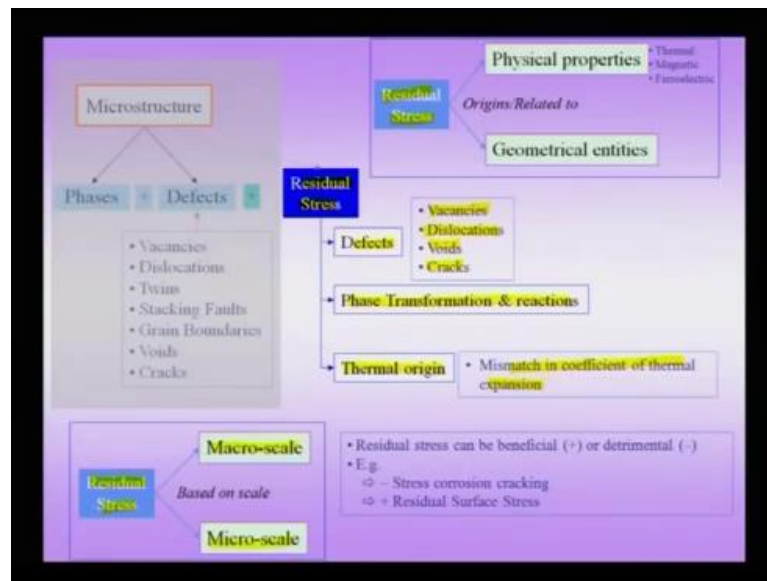 Microstructure
Phases + Defects +
• Vacancies
• Dislocations
• Twins
• Stacking Faults
• Grain Boundaries
• Voids
• Cracks
Residual
Stress
Physical properties
• Thermal
• Magnetic
• Ferroelectric
Origins/Related to
Geometrical entities
Residual
Stress
Defects
• Vacancies
• Dislocations
• Voids
• Cracks
Phase Transformation & reactions
Thermal origin
• Mismatch in coefficient of thermal
expansion
Residual
Stress
Macro-scale
Based on scale
Micro-scale
• Residual stress can be beneficial (+) or detrimental (–)
• E.g.
⇨ – Stress corrosion cracking
⇨ + Residual Surface Stress